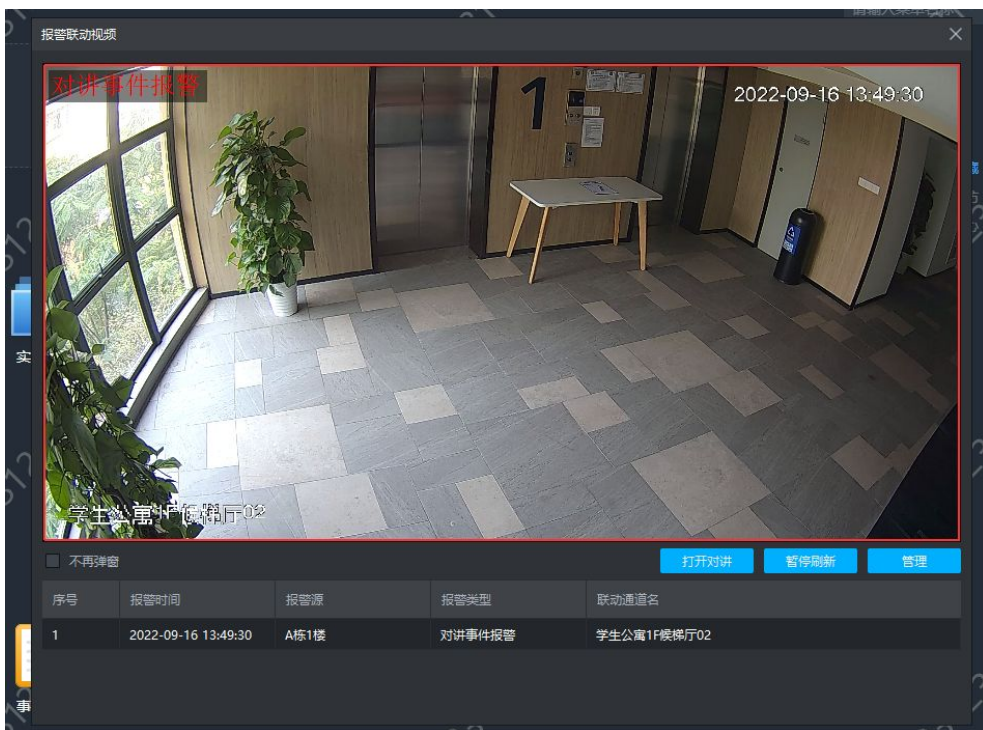 报警联动视频
对讲事件报警
2022-09-16 13:49:30
1
学生公寓1F候梯厅02
不再弹窗
打开对讲
暂停刷新
管理
序号 报警时间 报警源 报警类型 联动通道名
1 2022-09-16 13:49:30 A栋1楼 对讲事件报警 学生公寓1F候梯厅02
实
事